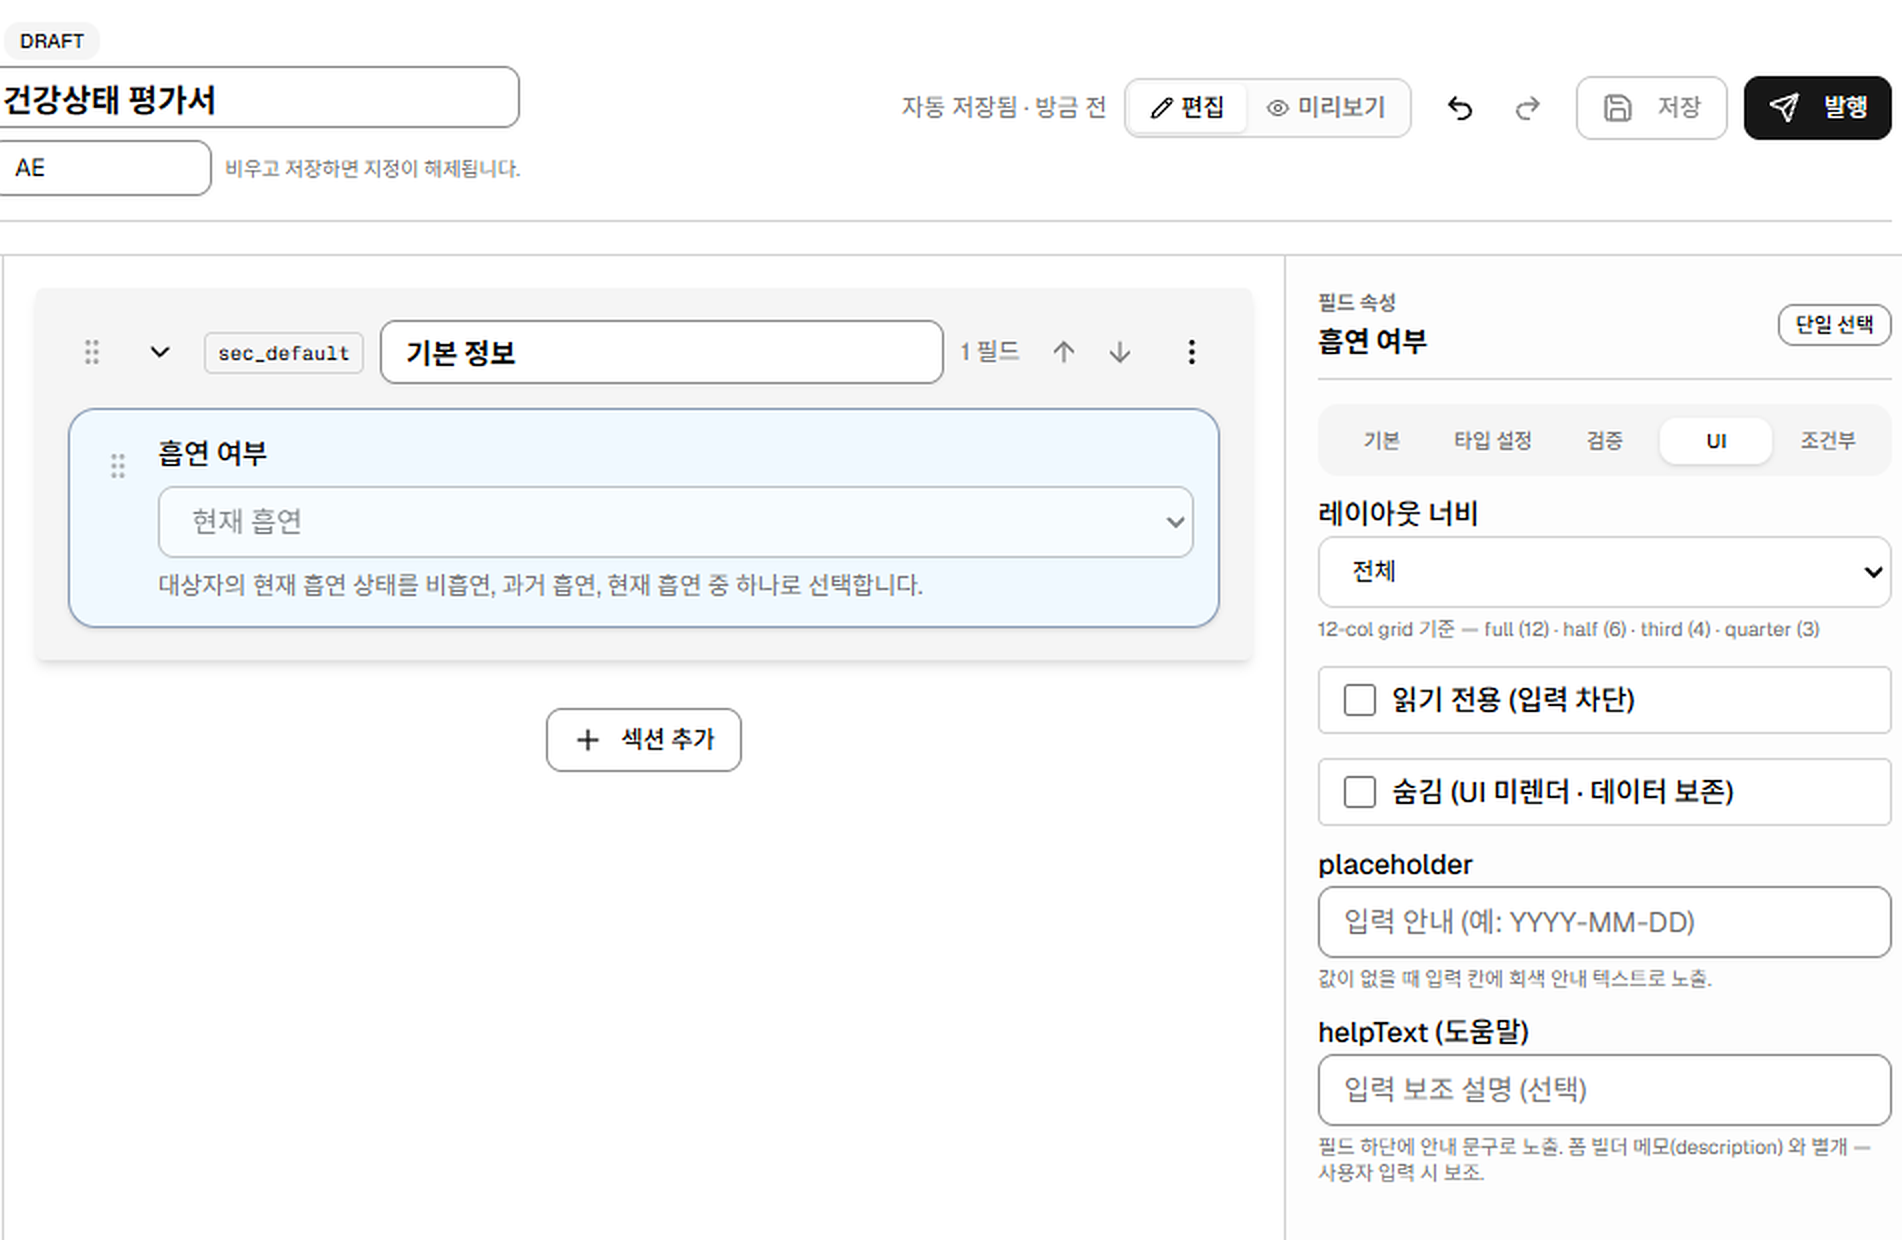 DRAFT
건강상태 평가서
자동 저장됨 · 방금 전
편집
미리보기
저장
발행
AE
비우고 저장하면 지정이 해제됩니다.
sec_default
기본 정보
1 필드
흡연 여부
현재 흡연
대상자의 현재 흡연 상태를 비흡연, 과거 흡연, 현재 흡연 중 하나로 선택합니다.
섹션 추가
필드 속성
흡연 여부
단일 선택
기본
타입 설정
검증
UI
조건부
레이아웃 너비
전체
12-col grid 기준 — full (12) · half (6) · third (4) · quarter (3)
읽기 전용 (입력 차단)
숨김 (UI 미렌더 · 데이터 보존)
placeholder
입력 안내 (예: YYYY-MM-DD)
값이 없을 때 입력 칸에 회색 안내 텍스트로 노출.
helpText (도움말)
입력 보조 설명 (선택)
필드 하단에 안내 문구로 노출. 폼 빌더 메모(description) 와 별개 —
사용자 입력 시 보조.